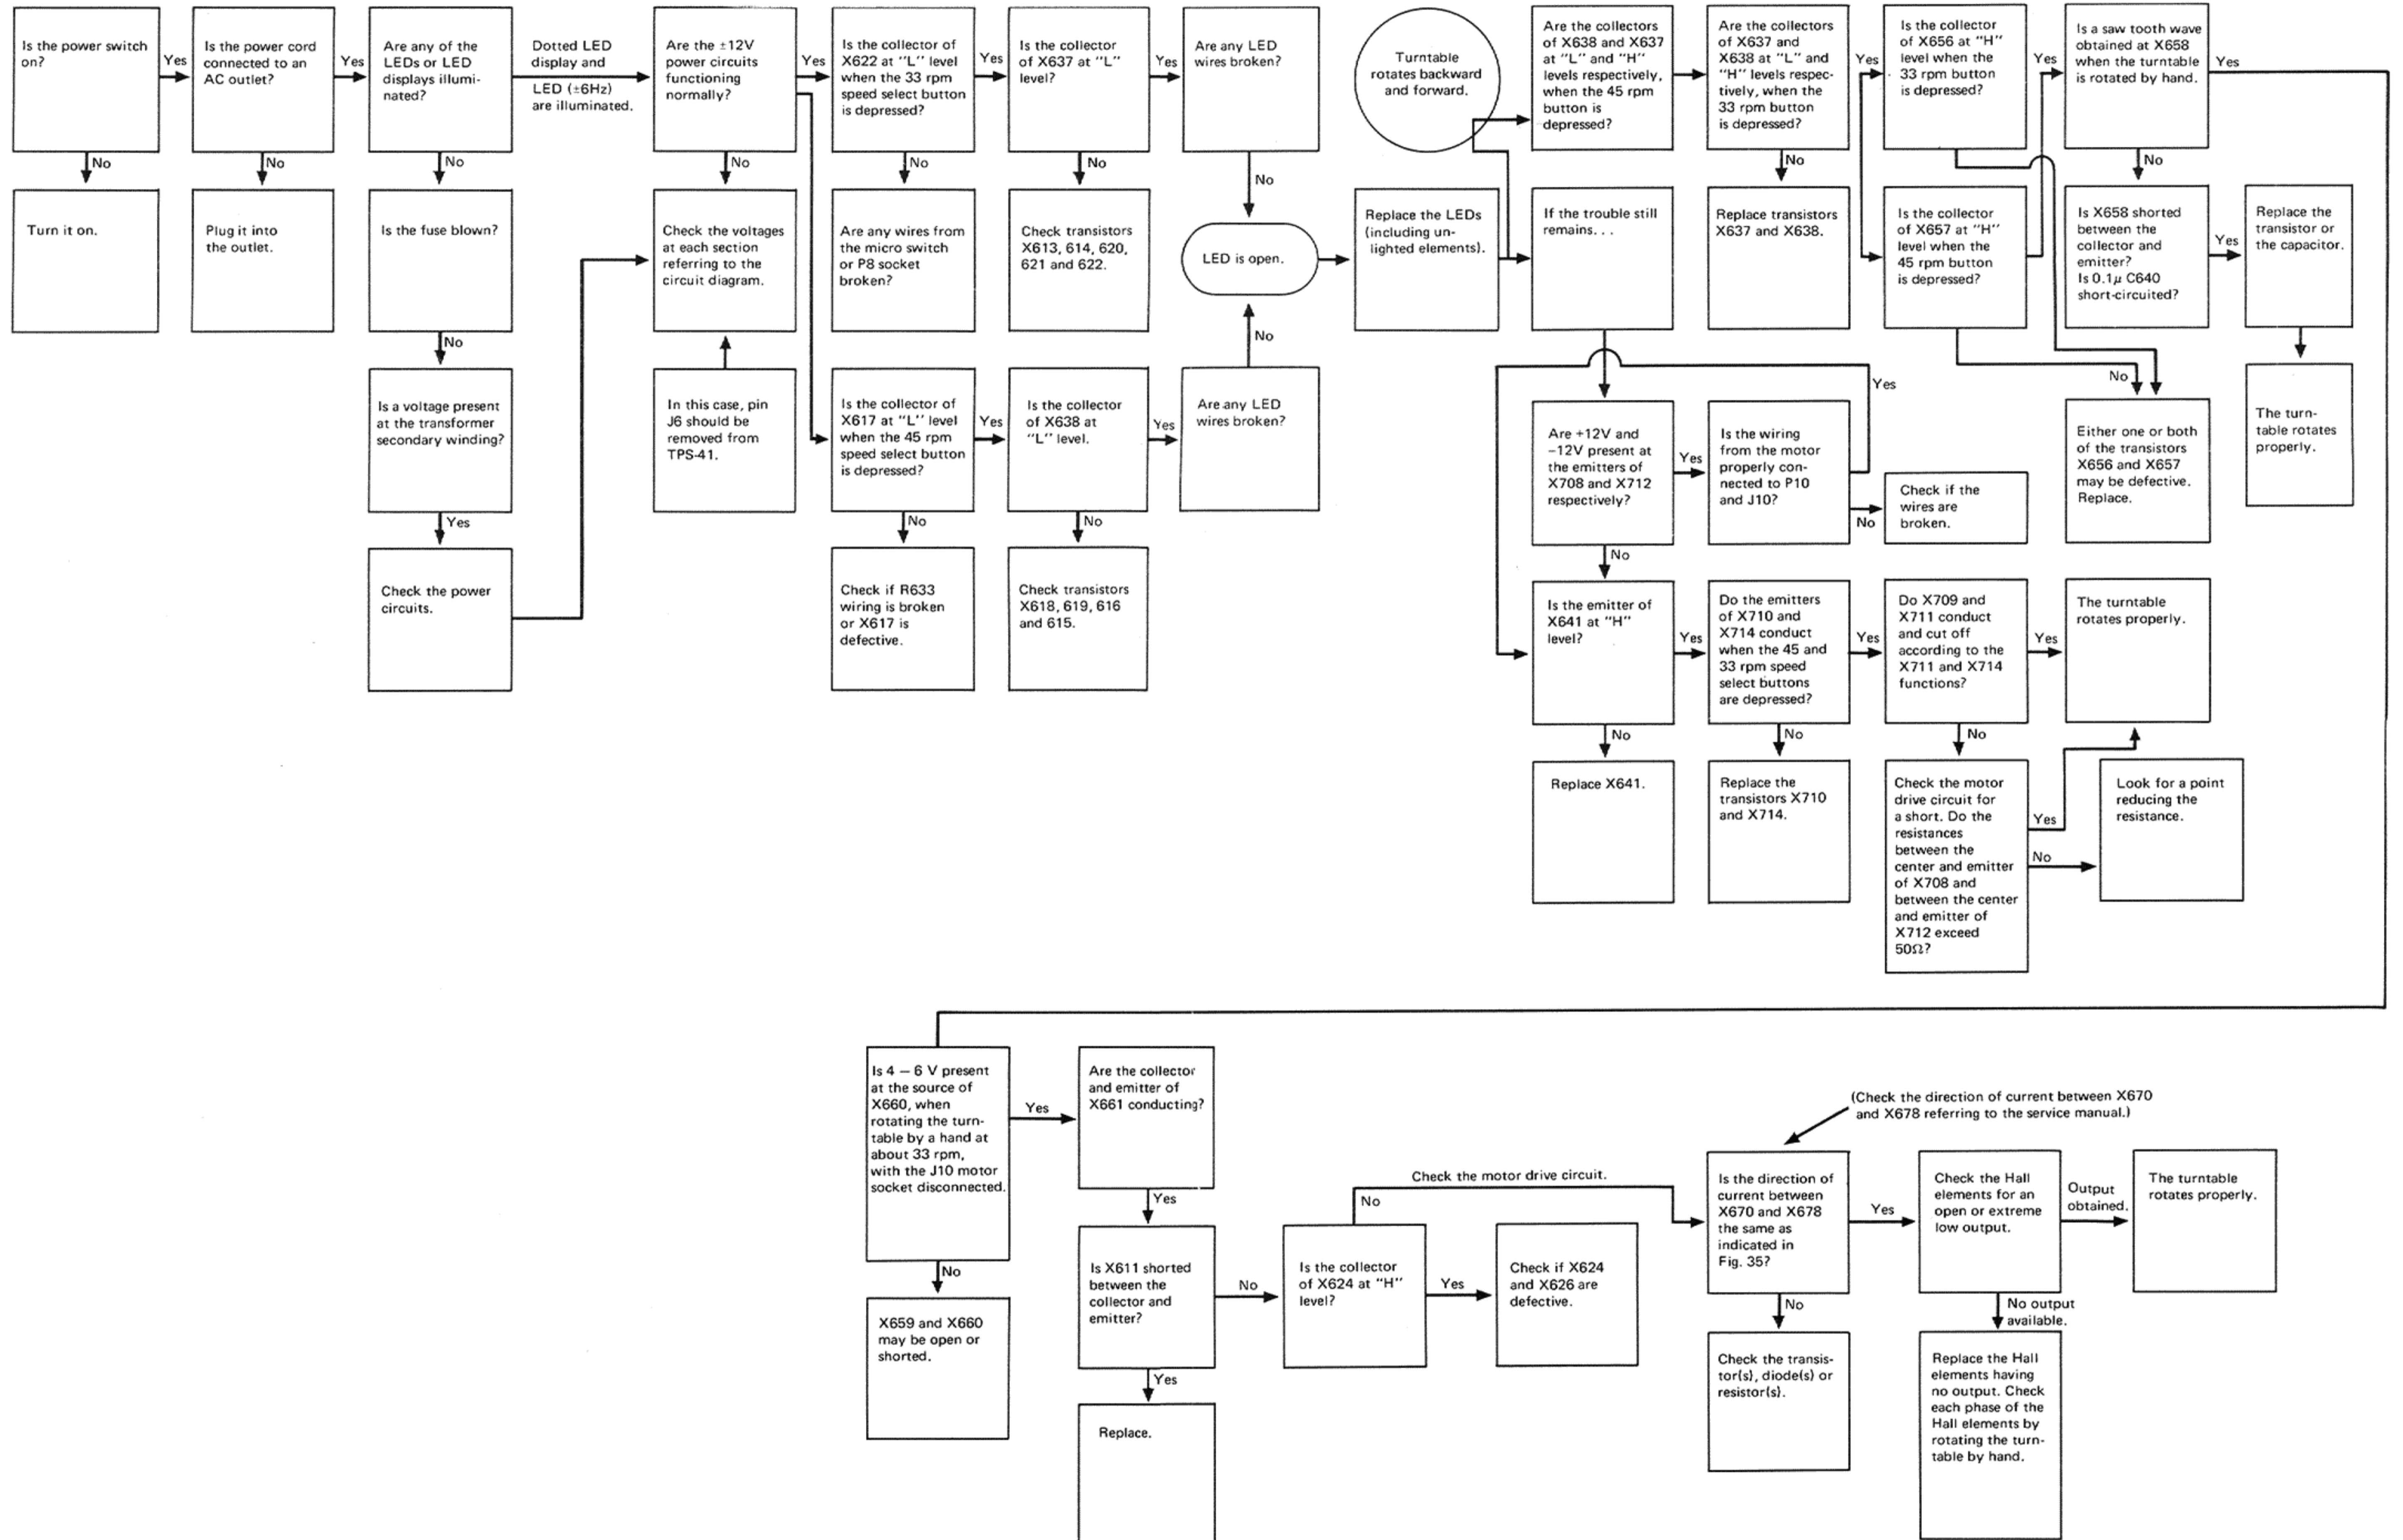 Is the power switch
on?
Yes
No
Turn it on.
Is the power cord
connected to an
AC outlet?
Yes
No
Plug it into
the outlet.
Are any of the
LEDs or LED
displays illumi-
nated?
Dotted LED
display and
LED (±6Hz)
are illuminated.
No
Is the fuse blown?
No
Is a voltage present
at the transformer
secondary winding?
Yes
Check the power
circuits.
Are the ±12V
power circuits
functioning
normally?
Yes
No
Check the voltages
at each section
referring to the
circuit diagram.
In this case, pin
J6 should be
removed from
TPS-41.
Is the collector of
X622 at "L" level
when the 33 rpm
speed select button
is depressed?
Yes
No
Are any wires from
the micro switch
or P8 socket
broken?
Is the collector of
X617 at "L" level
when the 45 rpm
speed select button
is depressed?
Yes
No
Check if R633
wiring is broken
or X617 is
defective.
Is the collector
of X637 at "L"
level?
Yes
No
Check transistors
X613, 614, 620,
621 and 622.
Is the collector
of X638 at
"L" level.
Yes
No
Check transistors
X618, 619, 616
and 615.
Are any LED
wires broken?
No
LED is open.
No
Are any LED
wires broken?
Turntable
rotates backward
and forward.
Replace the LEDs
(including un-
lighted elements).
Are the collectors
of X638 and X637
at "L" and "H"
levels respectively,
when the 45 rpm
button is
depressed?
If the trouble still
remains. . .
Are the collectors
of X637 and
X638 at "L" and
"H" levels respec-
tively, when the
33 rpm button
is depressed?
Yes
No
Replace transistors
X637 and X638.
Is the collector
of X656 at "H"
level when the
33 rpm button
is depressed?
Yes
Is the collector
of X657 at "H"
level when the
45 rpm button
is depressed?
No
Is a saw tooth wave
obtained at X658
when the turntable
is rotated by hand.
Yes
No
Is X658 shorted
between the
collector and
emitter?
Is 0.1μ C640
short-circuited?
Yes
Replace the
transistor or
the capacitor.
The turn-
table rotates
properly.
Either one or both
of the transistors
X656 and X657
may be defective.
Replace.
Are +12V and
−12V present at
the emitters of
X708 and X712
respectively?
Yes
No
Is the wiring
from the motor
properly con-
nected to P10
and J10?
Yes
No
Check if the
wires are
broken.
Is the emitter of
X641 at "H"
level?
Yes
No
Replace X641.
Do the emitters
of X710 and
X714 conduct
when the 45 and
33 rpm speed
select buttons
are depressed?
Yes
No
Replace the
transistors X710
and X714.
Do X709 and
X711 conduct
and cut off
according to the
X711 and X714
functions?
Yes
No
The turntable
rotates properly.
Check the motor
drive circuit for
a short. Do the
resistances
between the
center and emitter
of X708 and
between the center
and emitter of
X712 exceed
50Ω?
Yes
No
Look for a point
reducing the
resistance.
Is 4 – 6 V present
at the source of
X660, when
rotating the turn-
table by a hand at
about 33 rpm,
with the J10 motor
socket disconnected.
Yes
No
X659 and X660
may be open or
shorted.
Are the collector
and emitter of
X661 conducting?
Yes
Is X611 shorted
between the
collector and
emitter?
No
Yes
Replace.
Is the collector
of X624 at "H"
level?
Yes
No
Check the motor drive circuit.
Check if X624
and X626 are
defective.
(Check the direction of current between X670
and X678 referring to the service manual.)
Is the direction of
current between
X670 and X678
the same as
indicated in
Fig. 35?
Yes
No
Check the transis-
tor(s), diode(s) or
resistor(s).
Check the Hall
elements for an
open or extreme
low output.
Output
obtained.
The turntable
rotates properly.
No output
available.
Replace the Hall
elements having
no output. Check
each phase of the
Hall elements by
rotating the turn-
table by hand.